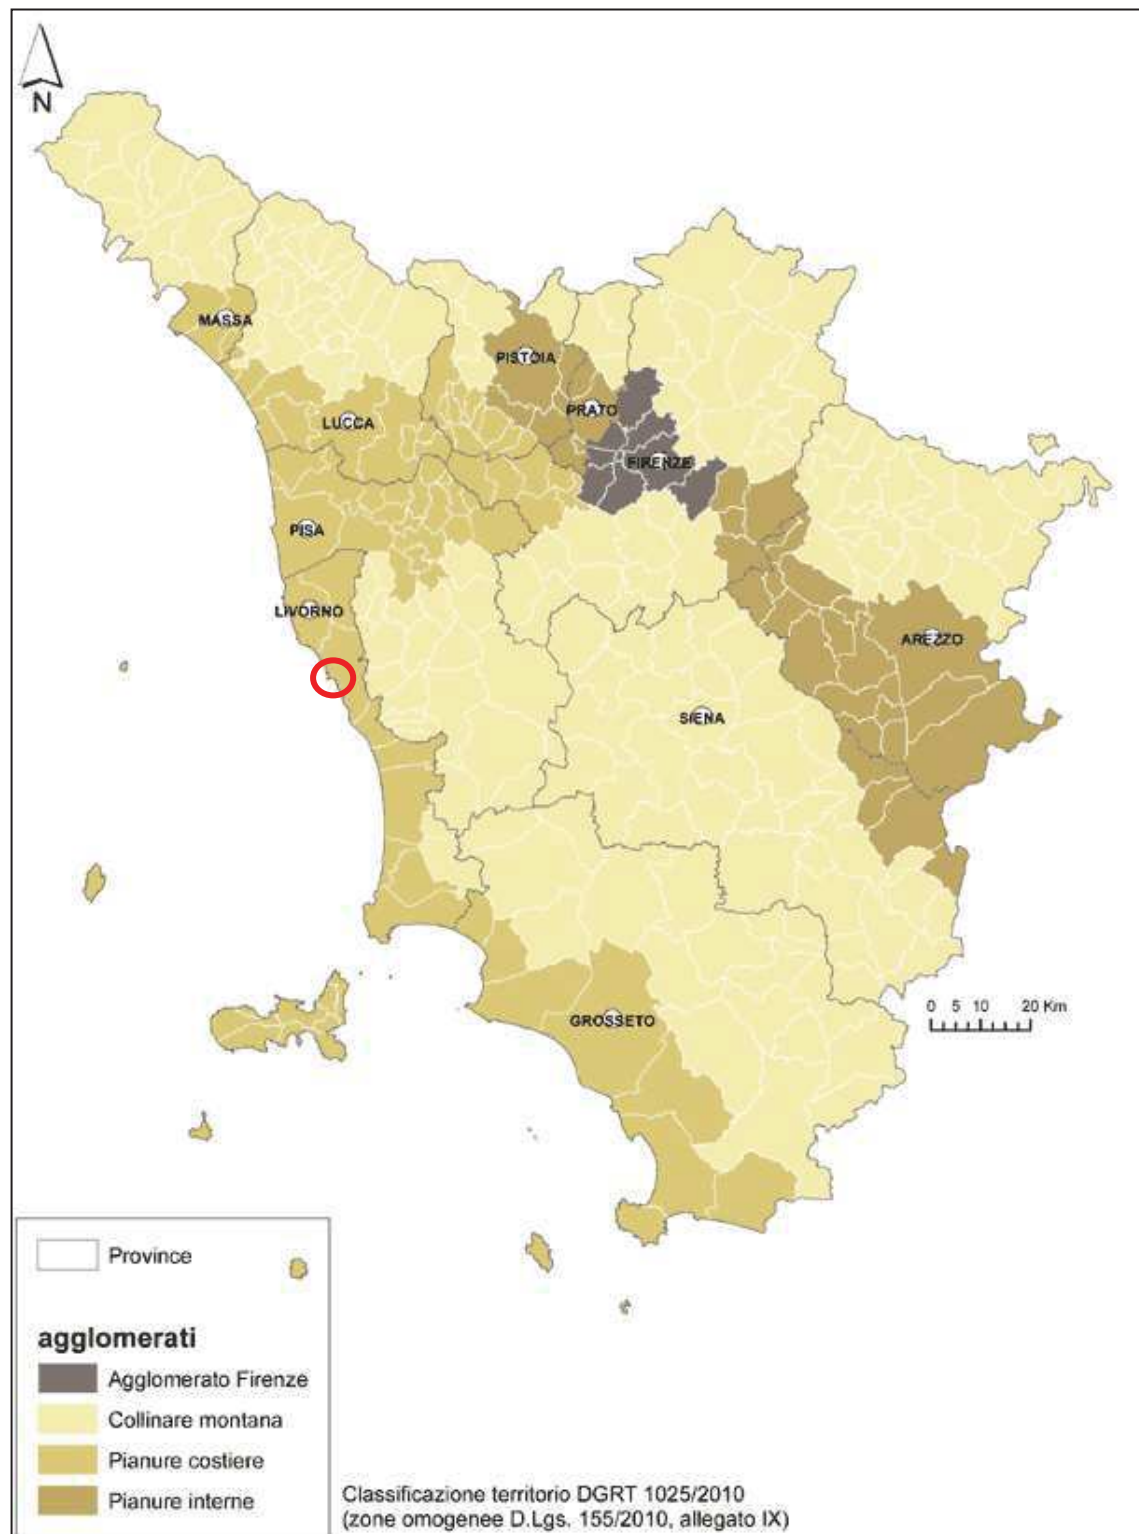 N
MASSA
PISTOIA
PRATO
LUCCA
FIRENZE
PISA
LIVORNO
AREZZO
SIENA
0 5 10 20 Km
GROSSETO
Province
agglomerati
Agglomerato Firenze
Collinare montana
Pianure costiere
Pianure interne
Classificazione territorio DGRT 1025/2010
(zone omogenee D.Lgs. 155/2010, allegato IX)